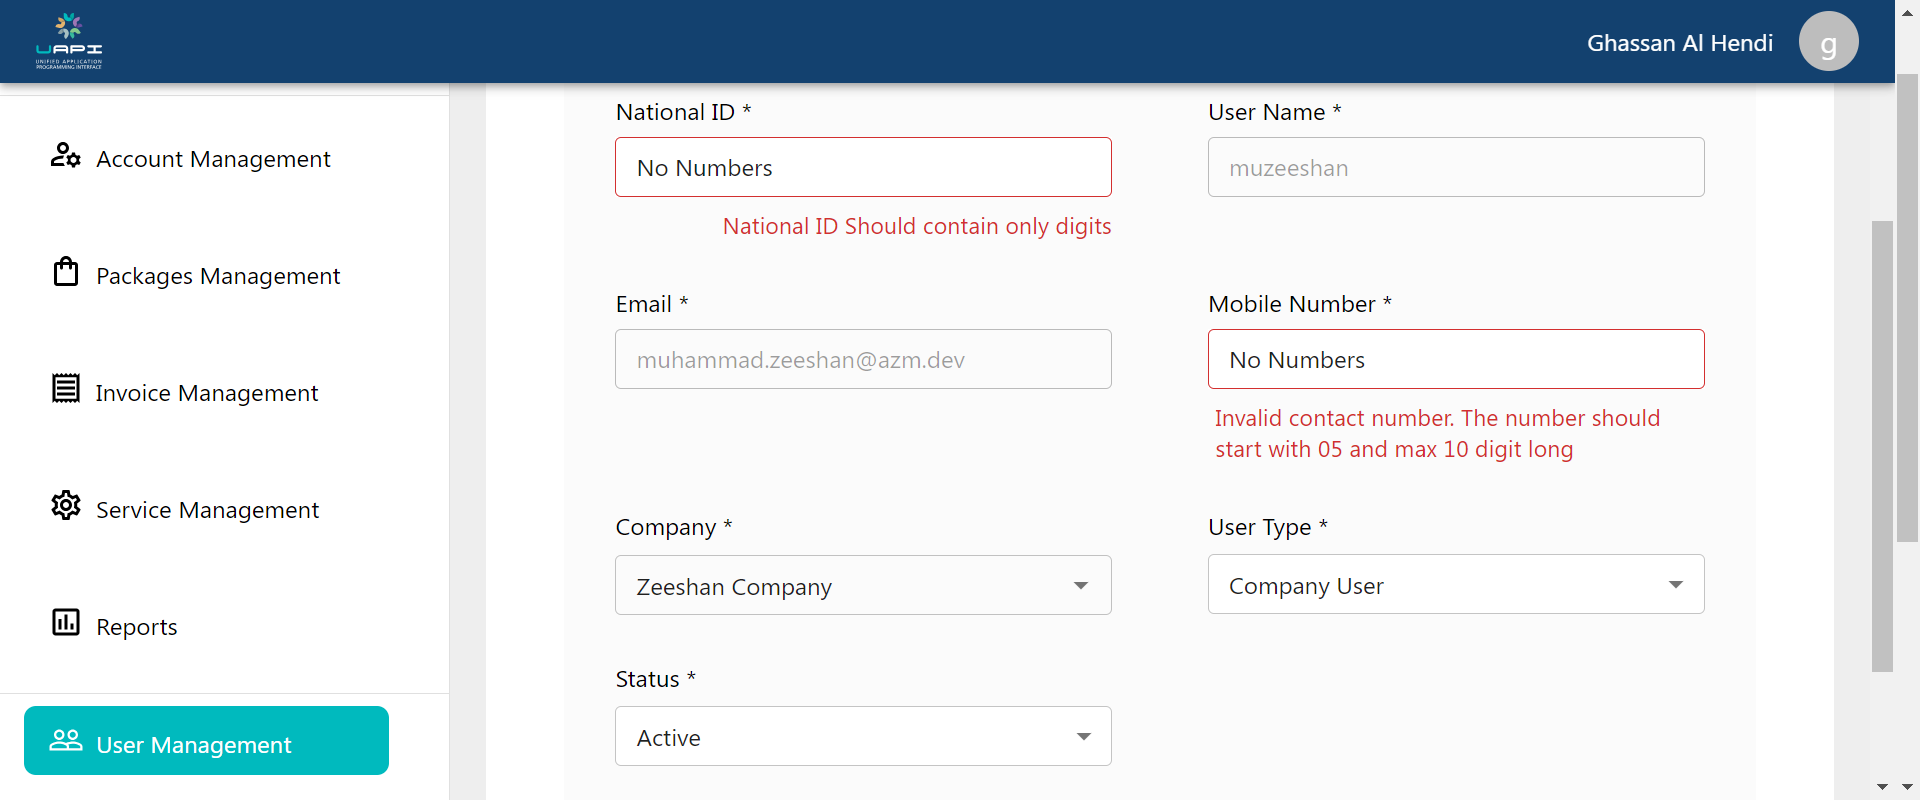 UAPI
UNIFIED APPLICATION
PROGRAMMING INTERFACE
Ghassan Al Hendi
g
Account Management
Packages Management
Invoice Management
Service Management
Reports
User Management
National ID *
No Numbers
National ID Should contain only digits
User Name *
muzeeshan
Email *
muhammad.zeeshan@azm.dev
Mobile Number *
No Numbers
Invalid contact number. The number should
start with 05 and max 10 digit long
Company *
Zeeshan Company
User Type *
Company User
Status *
Active